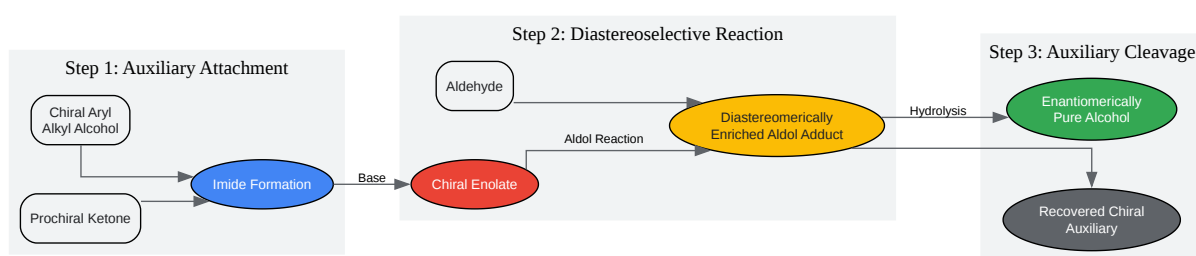 Step 1: Auxiliary Attachment
Chiral Aryl
Alkyl Alcohol
Prochiral Ketone
Imide Formation
Base
Step 2: Diastereoselective Reaction
Aldehyde
Chiral Enolate
Aldol Reaction
Diastereomerically
Enriched Aldol Adduct
Hydrolysis
Step 3: Auxiliary Cleavage
Enantiomerically
Pure Alcohol
Recovered Chiral
Auxiliary